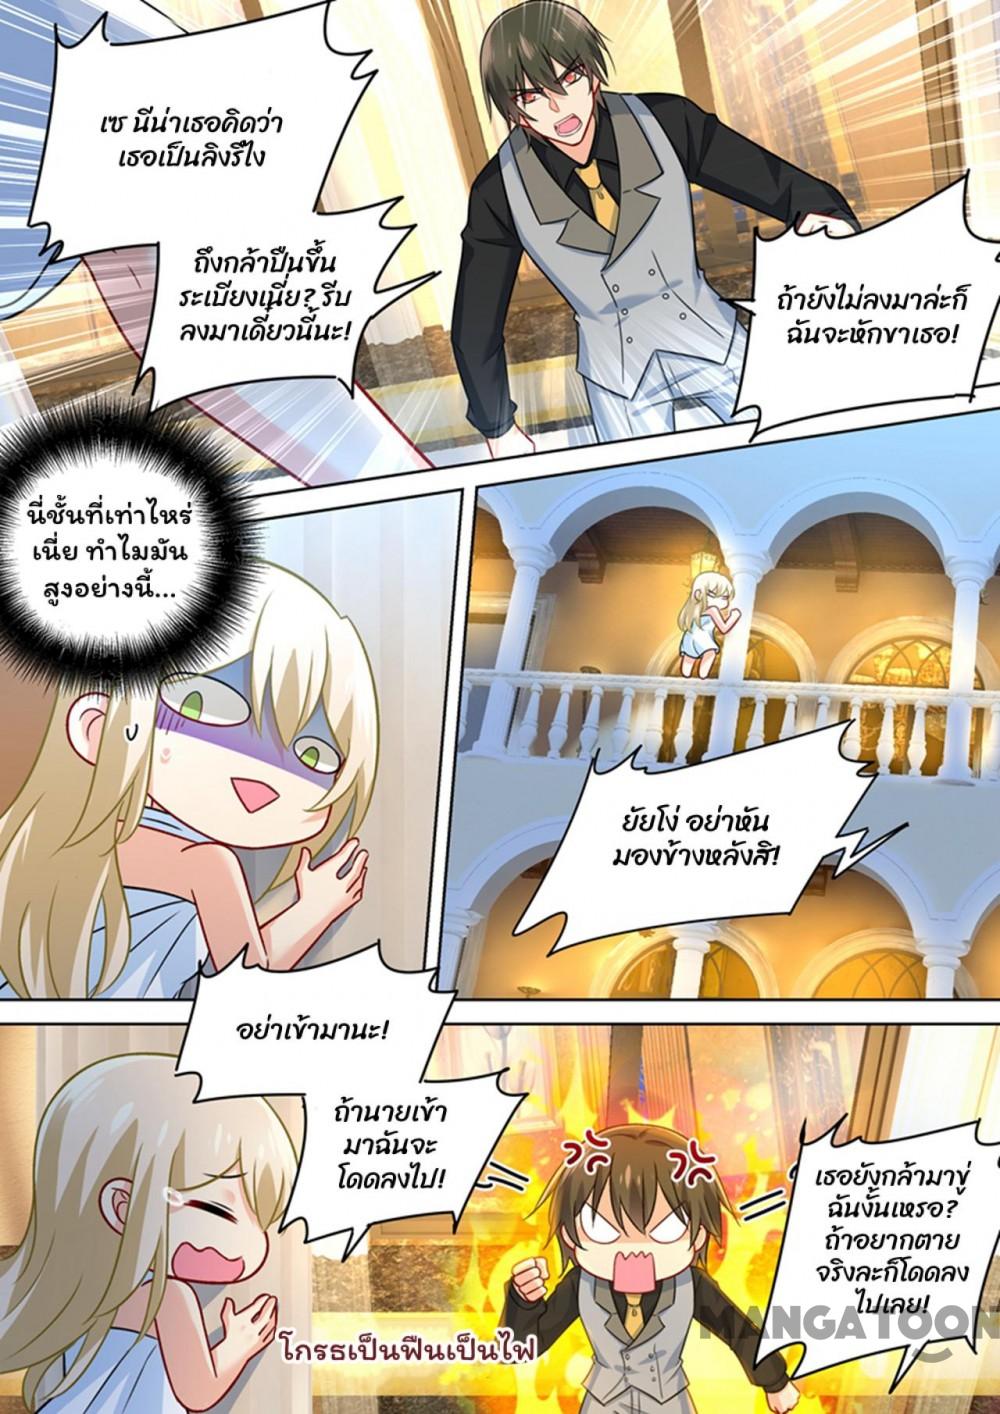 เซ นีน่าเธอคิดว่า
เธอเป็นลิงรึไง
ถึงกล้าปืนขึ้น
ระเบียงเนี่ย? รีบ
ลงมาเดี๋ยวนี้นะ!
ถ้ายังไม่ลงมาล่ะก็
ฉันจะหักขาเธอ!
นี่ชั้นที่เท่าไหร่
เนี่ย ทำไมมัน
สูงอย่างนี้...
ยัยโง่ อย่าหัน
มองข้างหลังสิ!
อย่าเข้ามานะ!
ถ้านายเข้า
มาฉันจะ
โดดลงไป!
เธอยังกล้ามาขู่
ฉันงั้นเหรอ?
ถ้าอยากตาย
จริงละก็โดดลง
ไปเลย!
โกรธเป็นฟืนเป็นไฟ
MANGATOON